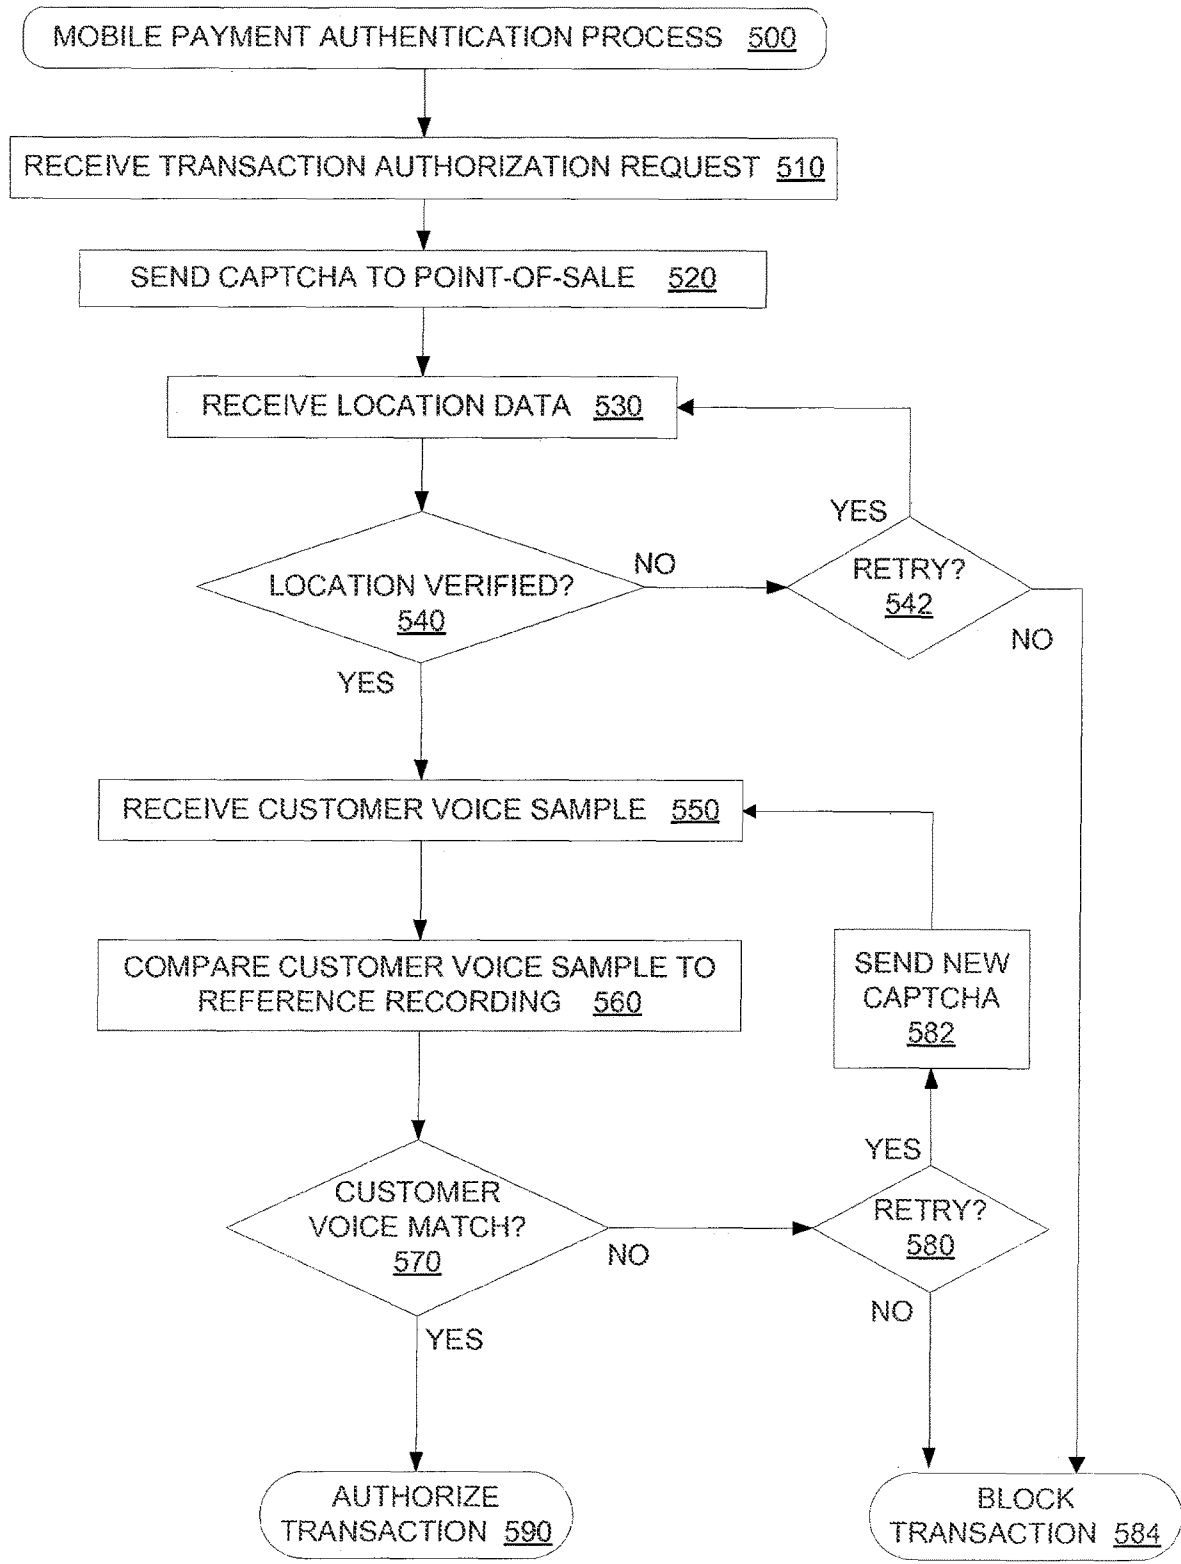 MOBILE PAYMENT AUTHENTICATION PROCESS 500
RECEIVE TRANSACTION AUTHORIZATION REQUEST 510
SEND CAPTCHA TO POINT-OF-SALE 520
RECEIVE LOCATION DATA 530
LOCATION VERIFIED?
540
NO
YES
RETRY?
542
NO
YES
RECEIVE CUSTOMER VOICE SAMPLE 550
COMPARE CUSTOMER VOICE SAMPLE TO
REFERENCE RECORDING 560
SEND NEW
CAPTCHA
582
YES
CUSTOMER
VOICE MATCH?
570
NO
RETRY?
580
NO
YES
AUTHORIZE
TRANSACTION 590
BLOCK
TRANSACTION 584